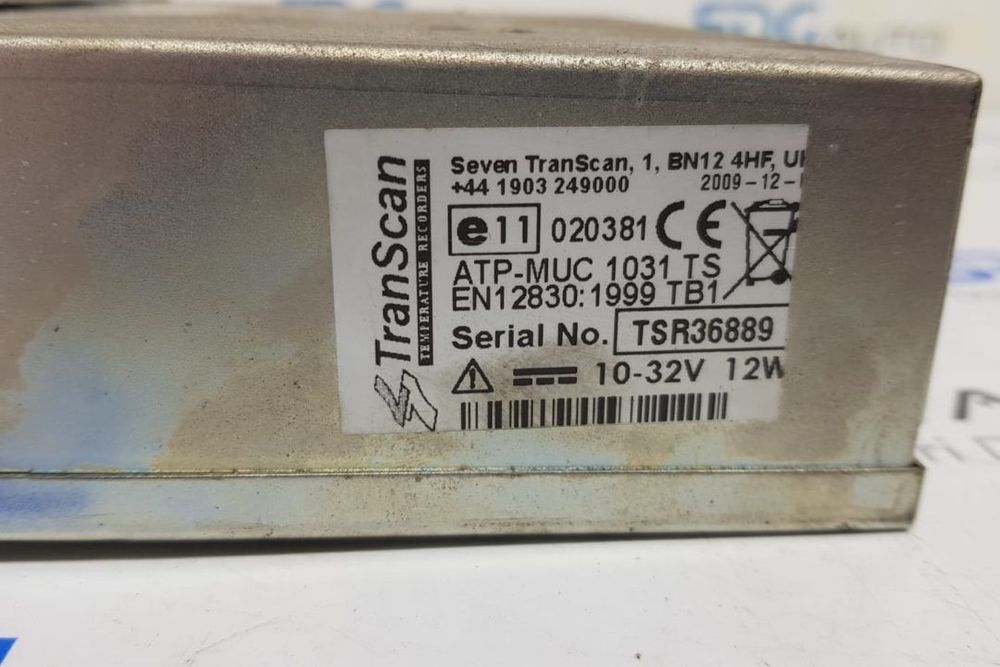 TranScan
TEMPERATURE RECORDERS
Seven TranScan, 1, BN12 4HF,
+44 1903 249000 2009-12-
e11 020381 CE
ATP-MUC 1031 TS
EN12830:1999 TB1
Serial No. TSR36889
10-32V 12W